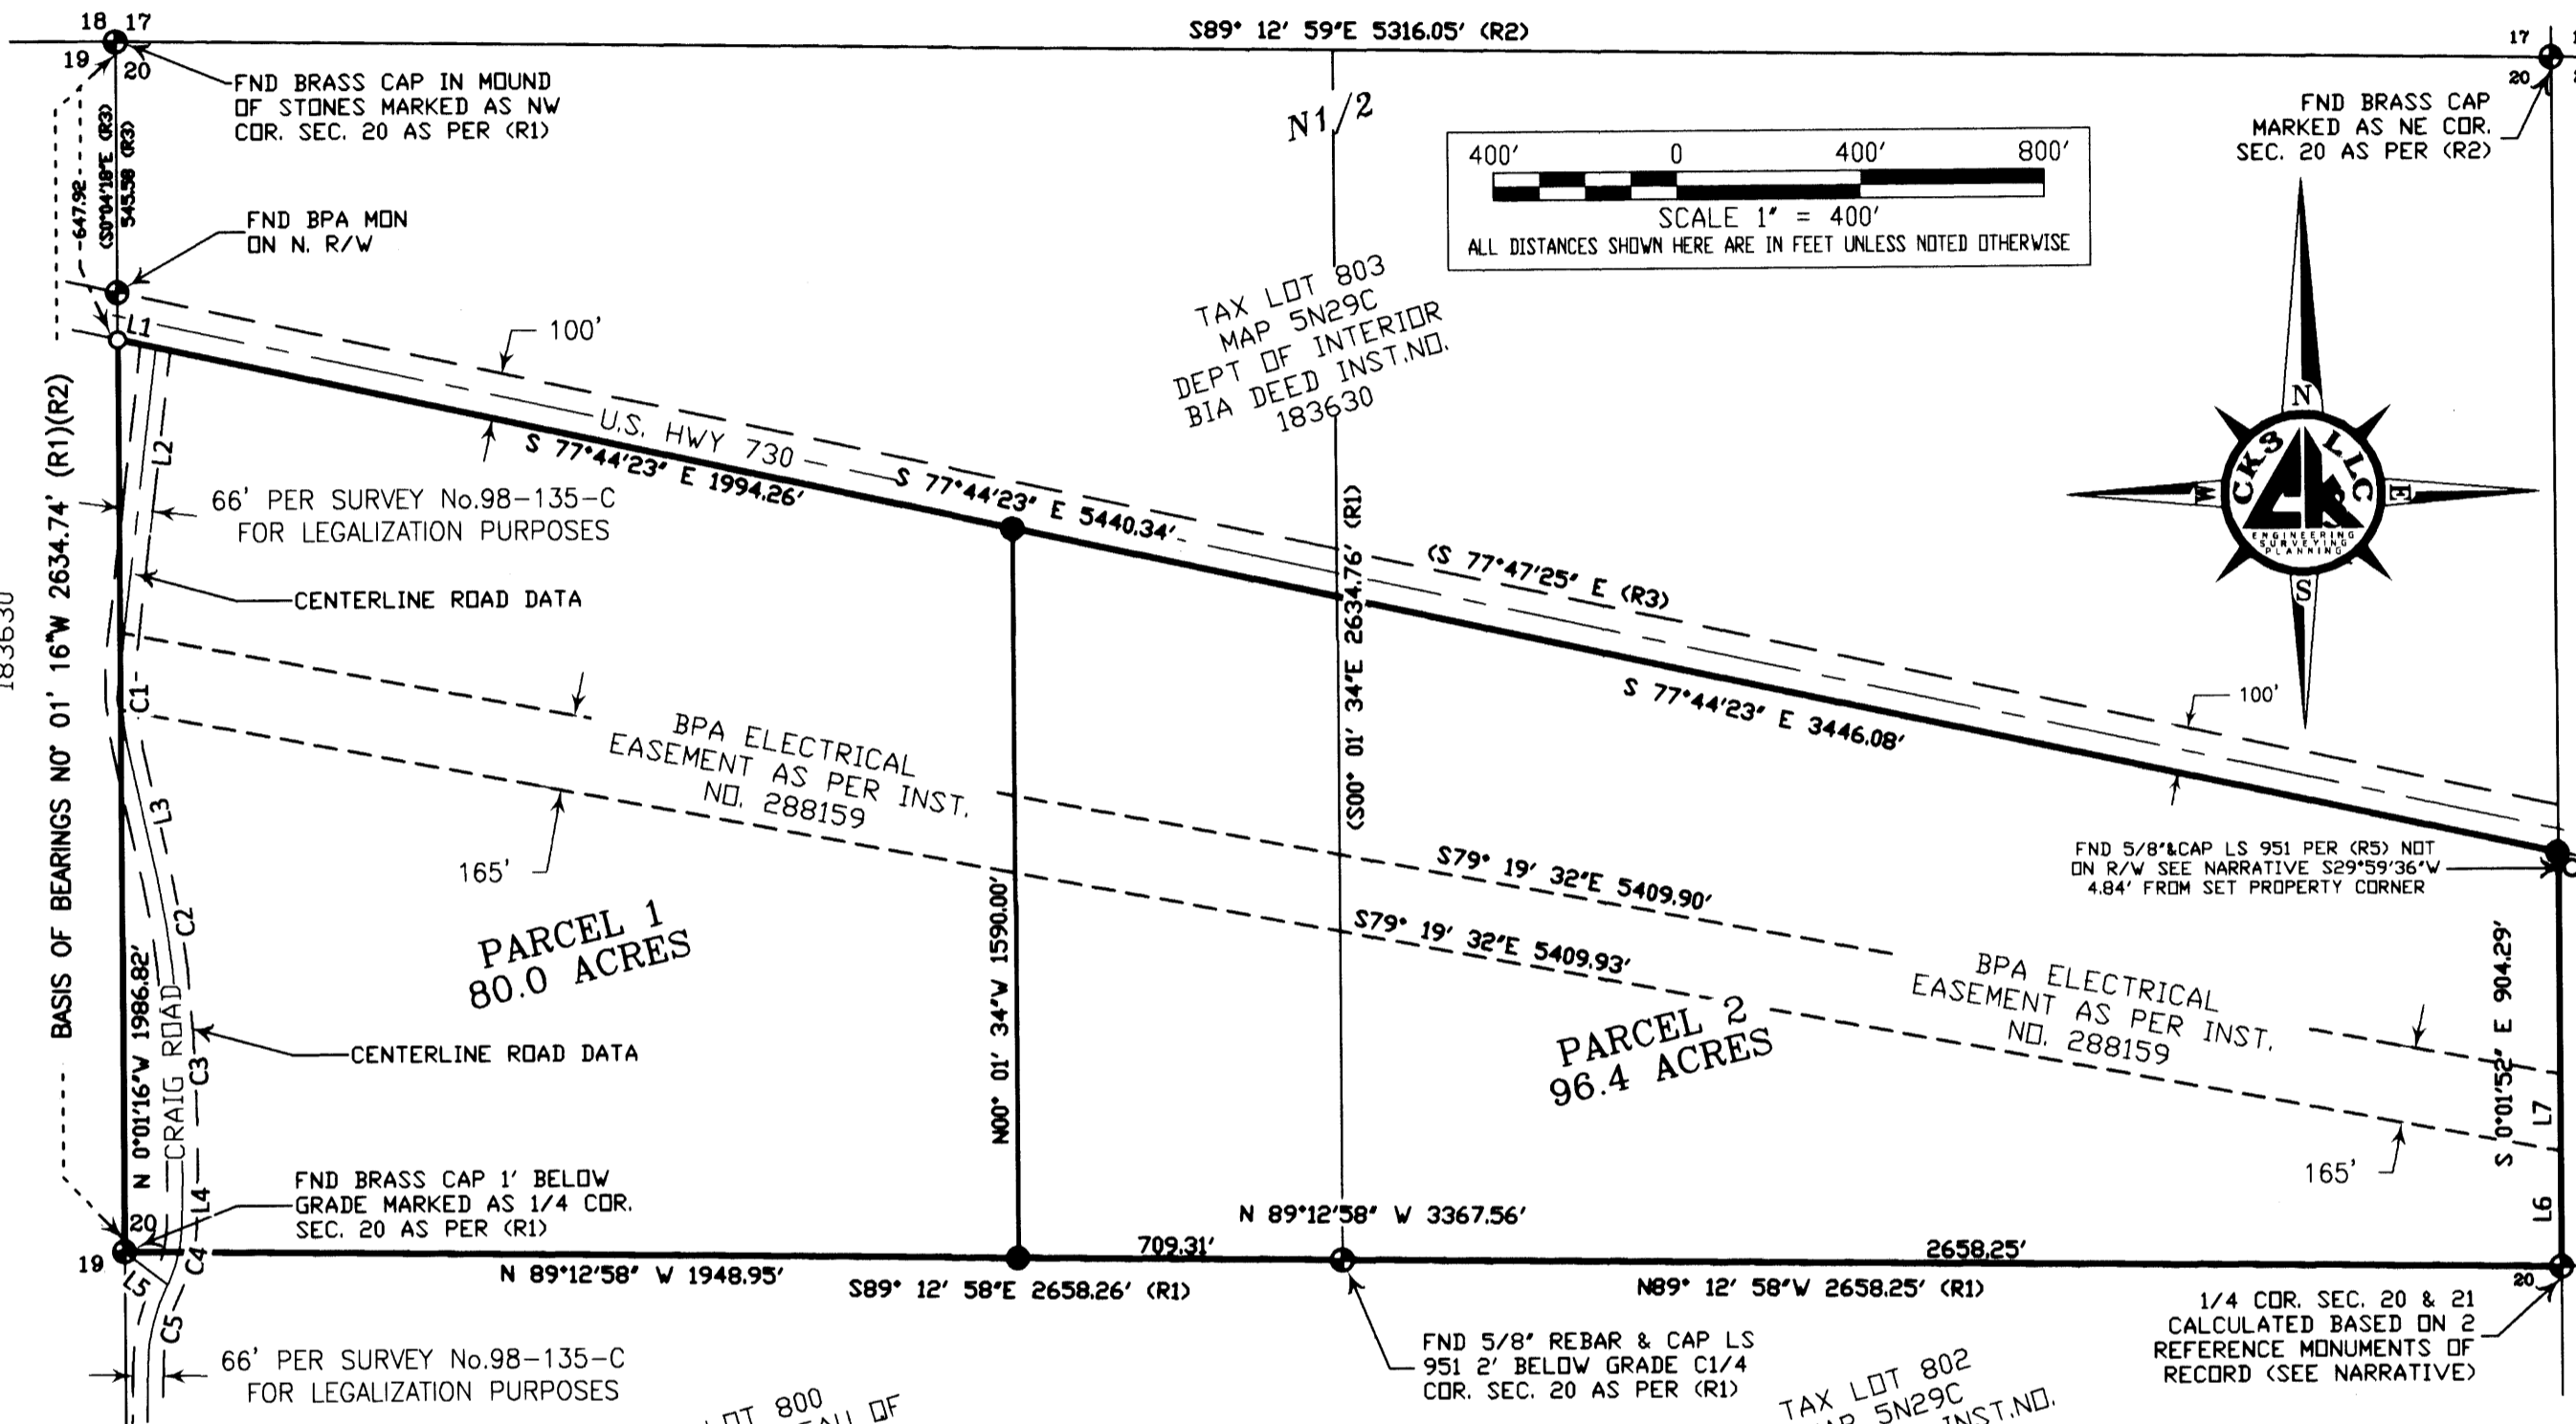 18 17
19 20
S89° 12' 59"E 5316.05' (R2)
17
20
FND BRASS CAP IN MOUND
OF STONES MARKED AS NW
COR. SEC. 20 AS PER (R1)
647.92
(S0°04'18"E (R3)
545.58 (R3)
FND BPA MON
ON N. R/W
N1/2
400' 0 400' 800'
SCALE 1" = 400'
ALL DISTANCES SHOWN HERE ARE IN FEET UNLESS NOTED OTHERWISE
FND BRASS CAP
MARKED AS NE COR.
SEC. 20 AS PER (R2)
TAX LOT 803
MAP 5N29C
DEPT OF INTERIOR
BIA DEED INST.NO.
183630
N
W
E
S
CKS LLC
CKS
ENGINEERING
SURVEYING
PLANNING
L1
100'
U.S. HWY 730
S 77°44'23" E 1994.26'
S 77°44'23" E 5440.34'
(S 77°47'25" E (R3)
S 77°44'23" E 3446.08'
100'
L2
66' PER SURVEY No.98-135-C
FOR LEGALIZATION PURPOSES
CENTERLINE ROAD DATA
183630
BASIS OF BEARINGS N0° 01' 16"W 2634.74' (R1)(R2)
(S00° 01' 34"E 2634.76' (R1)
C1
L3
C2
BPA ELECTRICAL
EASEMENT AS PER INST.
NO. 288159
165'
PARCEL 1
80.0 ACRES
N 0°01'16"W 1986.82'
CRAIG ROAD
CENTERLINE ROAD DATA
C3
L4
C4
L5
C5
N00° 01' 34"W 1590.00'
S79° 19' 32"E 5409.90'
S79° 19' 32"E 5409.93'
PARCEL 2
96.4 ACRES
BPA ELECTRICAL
EASEMENT AS PER INST.
NO. 288159
165'
FND 5/8"&CAP LS 951 PER (R5) NOT
ON R/W SEE NARRATIVE S29°59'36"W
4.84' FROM SET PROPERTY CORNER
S 0°01'52" E 904.29'
L7
L6
FND BRASS CAP 1' BELOW
GRADE MARKED AS 1/4 COR.
SEC. 20 AS PER (R1)
20
19
N 89°12'58" W 3367.56'
709.31'
2658.25'
N 89°12'58" W 1948.95'
S89° 12' 58"E 2658.26' (R1)
N89° 12' 58"W 2658.25' (R1)
20
66' PER SURVEY No.98-135-C
FOR LEGALIZATION PURPOSES
FND 5/8" REBAR & CAP LS
951 2' BELOW GRADE C1/4
COR. SEC. 20 AS PER (R1)
1/4 COR. SEC. 20 & 21
CALCULATED BASED ON 2
REFERENCE MONUMENTS OF
RECORD (SEE NARRATIVE)
800
OF
TAX LOT 802
5N29C
INST.NO.